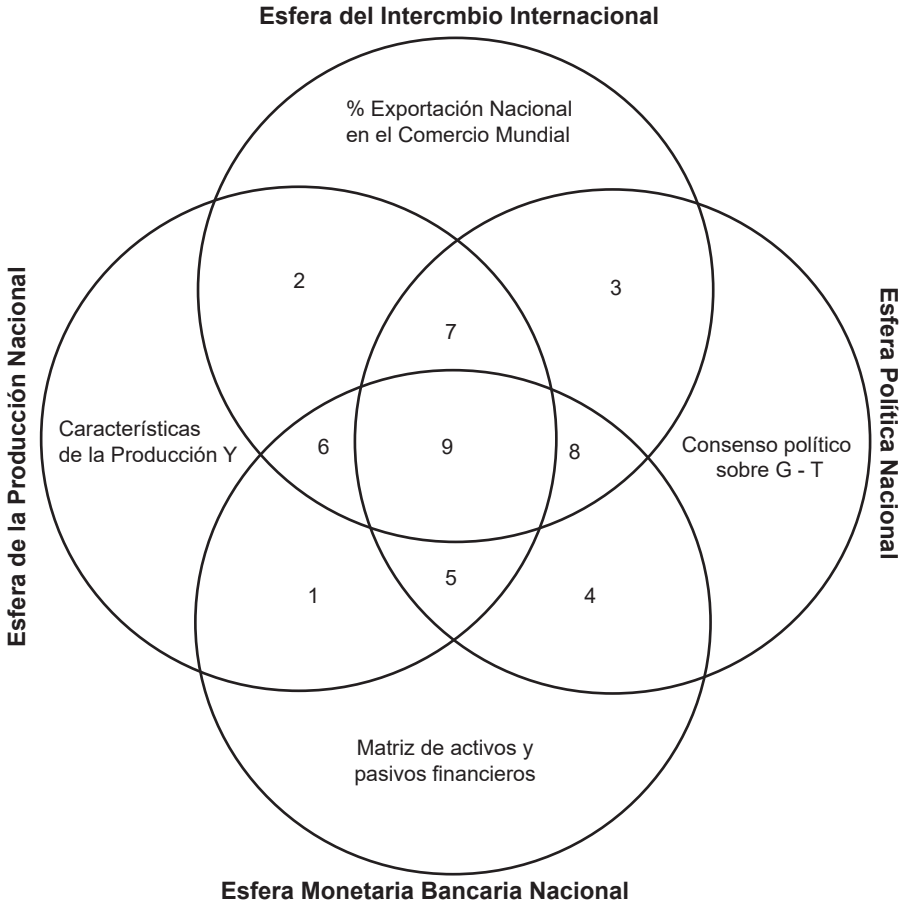 Esfera del Intercmbio Internacional
% Exportación Nacional
en el Comercio Mundial
2
3
7
Esfera de la Producción Nacional
Características
de la Producción Y
6
9
8
Consenso político
sobre G - T
Esfera Política Nacional
1
5
4
Matriz de activos y
pasivos financieros
Esfera Monetaria Bancaria Nacional